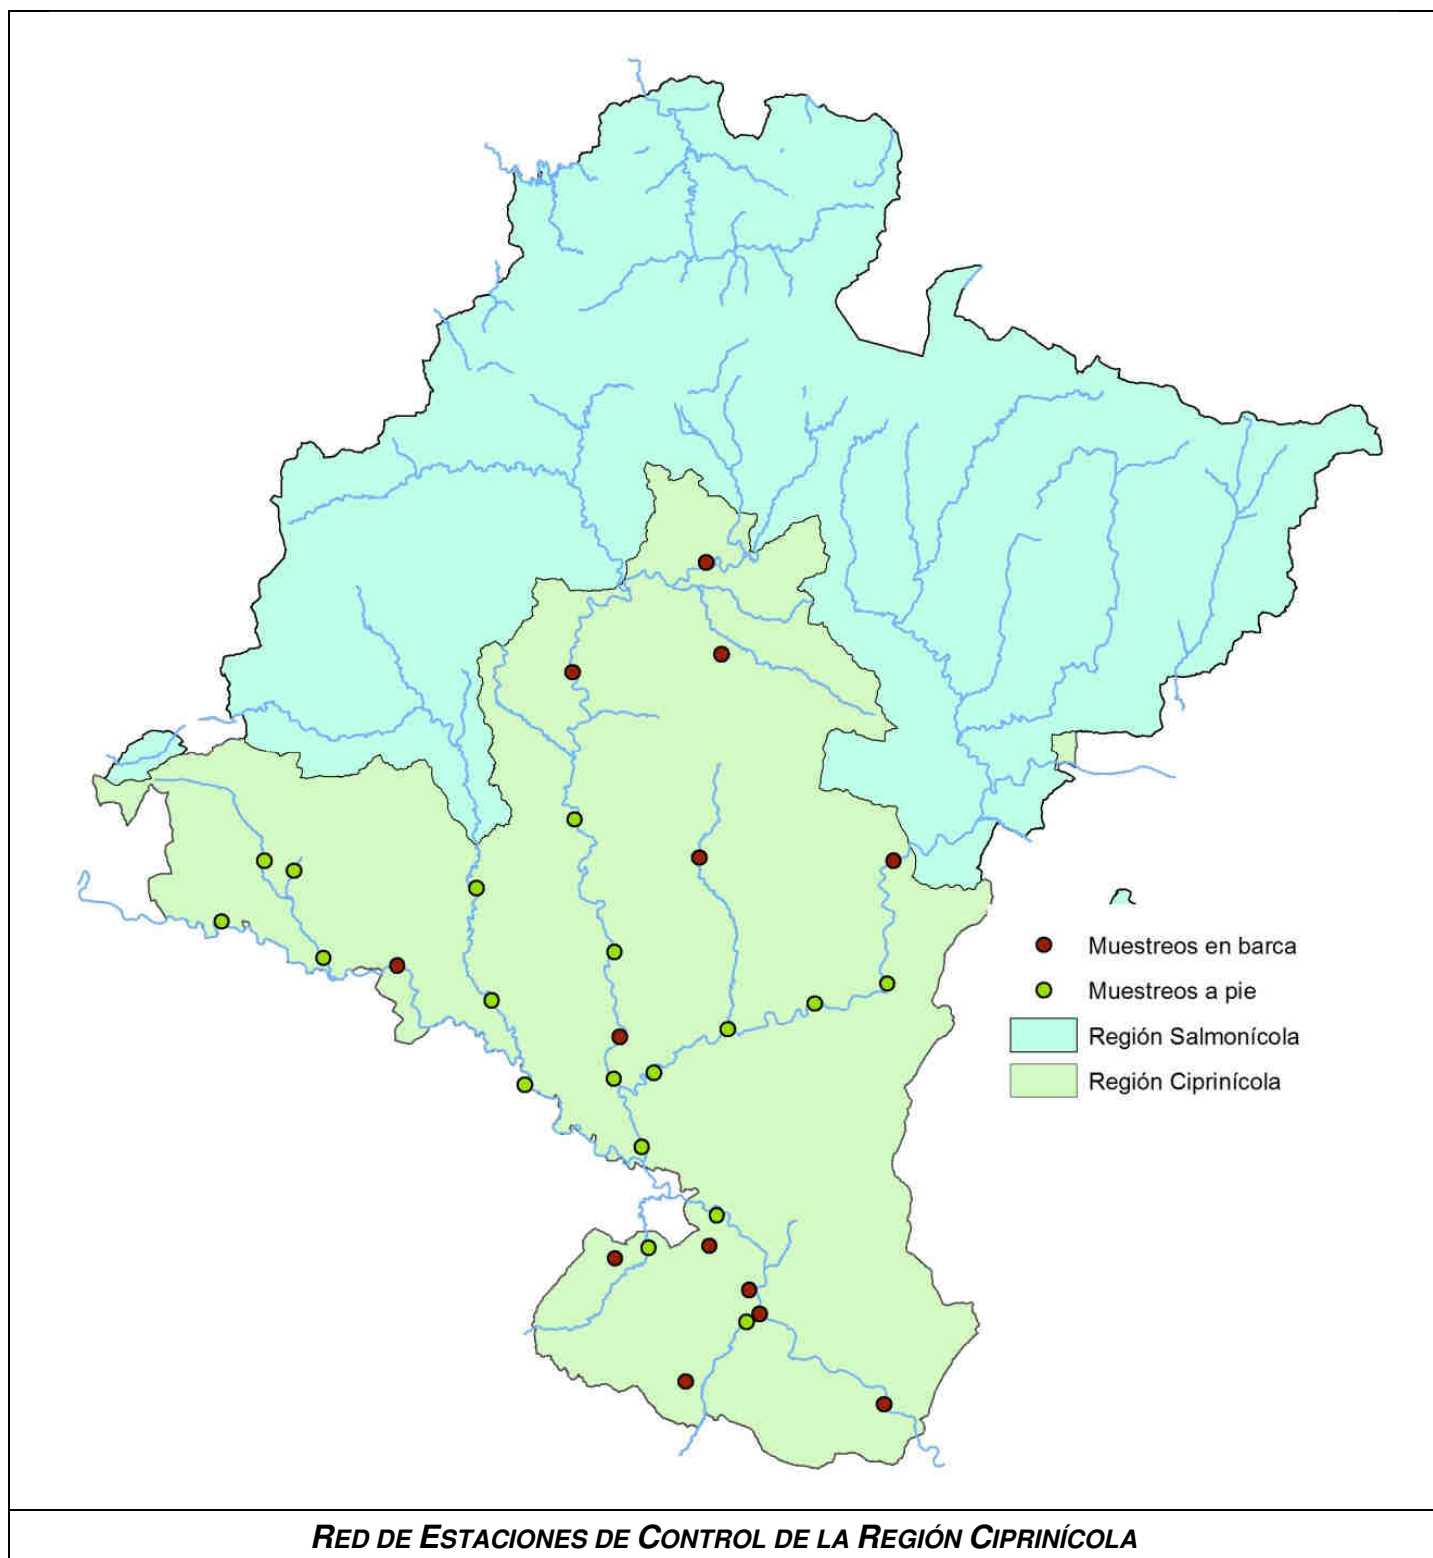 Muestreos en barca
Muestreos a pie
Región Salmonícola
Región Ciprinícola
RED DE ESTACIONES DE CONTROL DE LA REGIÓN CIPRINÍCOLA